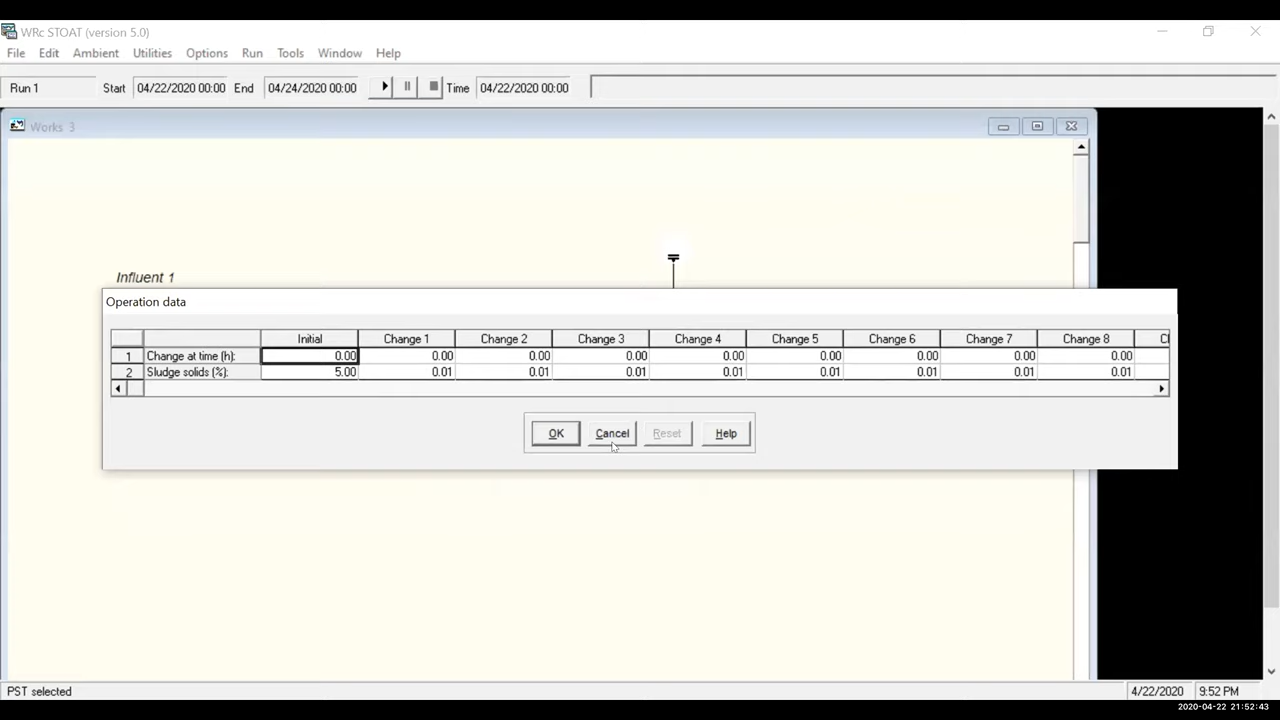 WRc STOAT (version 5.0)
File Edit Ambient Utilities Options Run Tools Window Help
Run 1 Start 04/22/2020 00:00 End 04/24/2020 00:00 Time 04/22/2020 00:00
Works 3
Influent 1
Operation data
Initial Change 1 Change 2 Change 3 Change 4 Change 5 Change 6 Change 7 Change 8
1 Change at time (h): 0.00 0.00 0.00 0.00 0.00 0.00 0.00 0.00 0.00
2 Sludge solids (%): 5.00 0.01 0.01 0.01 0.01 0.01 0.01 0.01 0.01
OK Cancel Reset Help
PST selected 4/22/2020 9:52 PM
2020-04-22 21:52:43